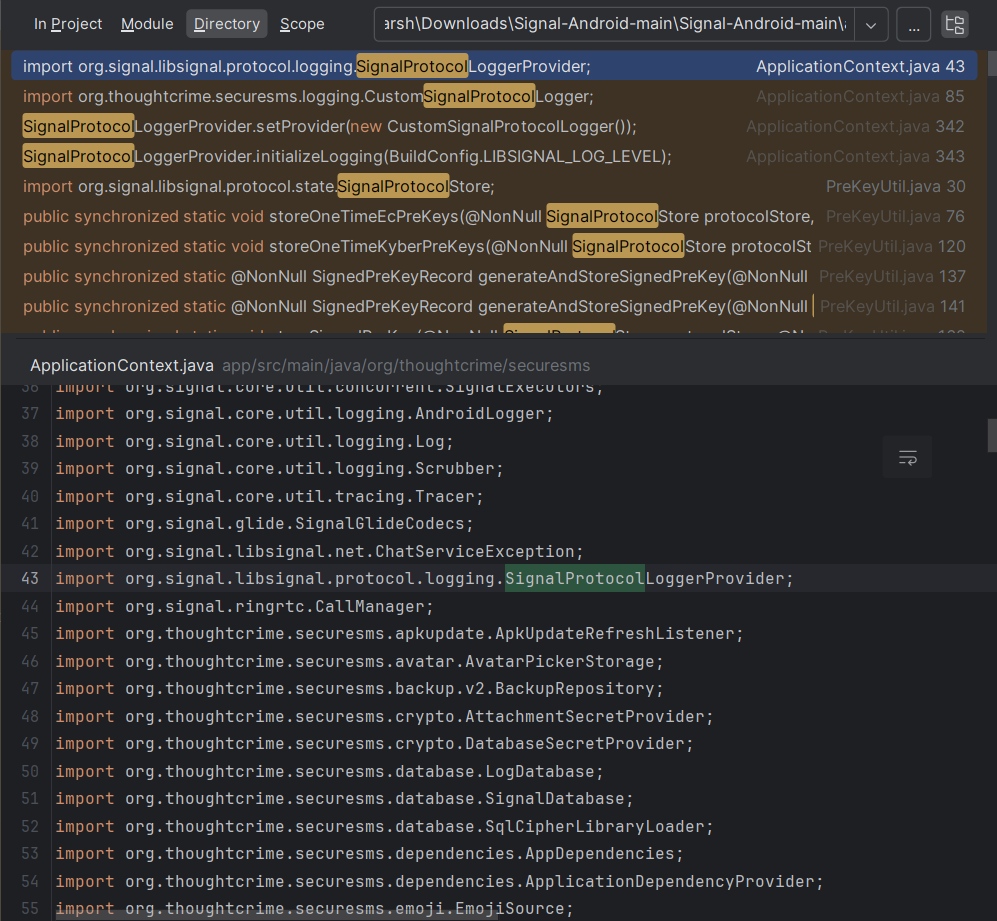 In Project Module Directory Scope arsh\Downloads\Signal-Android-main\Signal-Android-main\ ...
import org.signal.libsignal.protocol.logging.SignalProtocolLoggerProvider; ApplicationContext.java 43
import org.thoughtcrime.securesms.logging.CustomSignalProtocolLogger; ApplicationContext.java 85
SignalProtocolLoggerProvider.setProvider(new CustomSignalProtocolLogger()); ApplicationContext.java 342
SignalProtocolLoggerProvider.initializeLogging(BuildConfig.LIBSIGNAL_LOG_LEVEL); ApplicationContext.java 343
import org.signal.libsignal.protocol.state.SignalProtocolStore; PreKeyUtil.java 30
public synchronized static void storeOneTimeEcPreKeys(@NonNull SignalProtocolStore protocolStore, PreKeyUtil.java 76
public synchronized static void storeOneTimeKyberPreKeys(@NonNull SignalProtocolStore protocolSt PreKeyUtil.java 120
public synchronized static @NonNull SignedPreKeyRecord generateAndStoreSignedPreKey(@NonNull PreKeyUtil.java 137
public synchronized static @NonNull SignedPreKeyRecord generateAndStoreSignedPreKey(@NonNull PreKeyUtil.java 141
ApplicationContext.java app/src/main/java/org/thoughtcrime/securesms
36 import org.signal.core.util.concurrent.SignalExecutors;
37 import org.signal.core.util.logging.AndroidLogger;
38 import org.signal.core.util.logging.Log;
39 import org.signal.core.util.logging.Scrubber;
40 import org.signal.core.util.tracing.Tracer;
41 import org.signal.glide.SignalGlideCodecs;
42 import org.signal.libsignal.net.ChatServiceException;
43 import org.signal.libsignal.protocol.logging.SignalProtocolLoggerProvider;
44 import org.signal.ringrtc.CallManager;
45 import org.thoughtcrime.securesms.apkupdate.ApkUpdateRefreshListener;
46 import org.thoughtcrime.securesms.avatar.AvatarPickerStorage;
47 import org.thoughtcrime.securesms.backup.v2.BackupRepository;
48 import org.thoughtcrime.securesms.crypto.AttachmentSecretProvider;
49 import org.thoughtcrime.securesms.crypto.DatabaseSecretProvider;
50 import org.thoughtcrime.securesms.database.LogDatabase;
51 import org.thoughtcrime.securesms.database.SignalDatabase;
52 import org.thoughtcrime.securesms.database.SqlCipherLibraryLoader;
53 import org.thoughtcrime.securesms.dependencies.AppDependencies;
54 import org.thoughtcrime.securesms.dependencies.ApplicationDependencyProvider;
55 import org.thoughtcrime.securesms.emoji.EmojiSource;